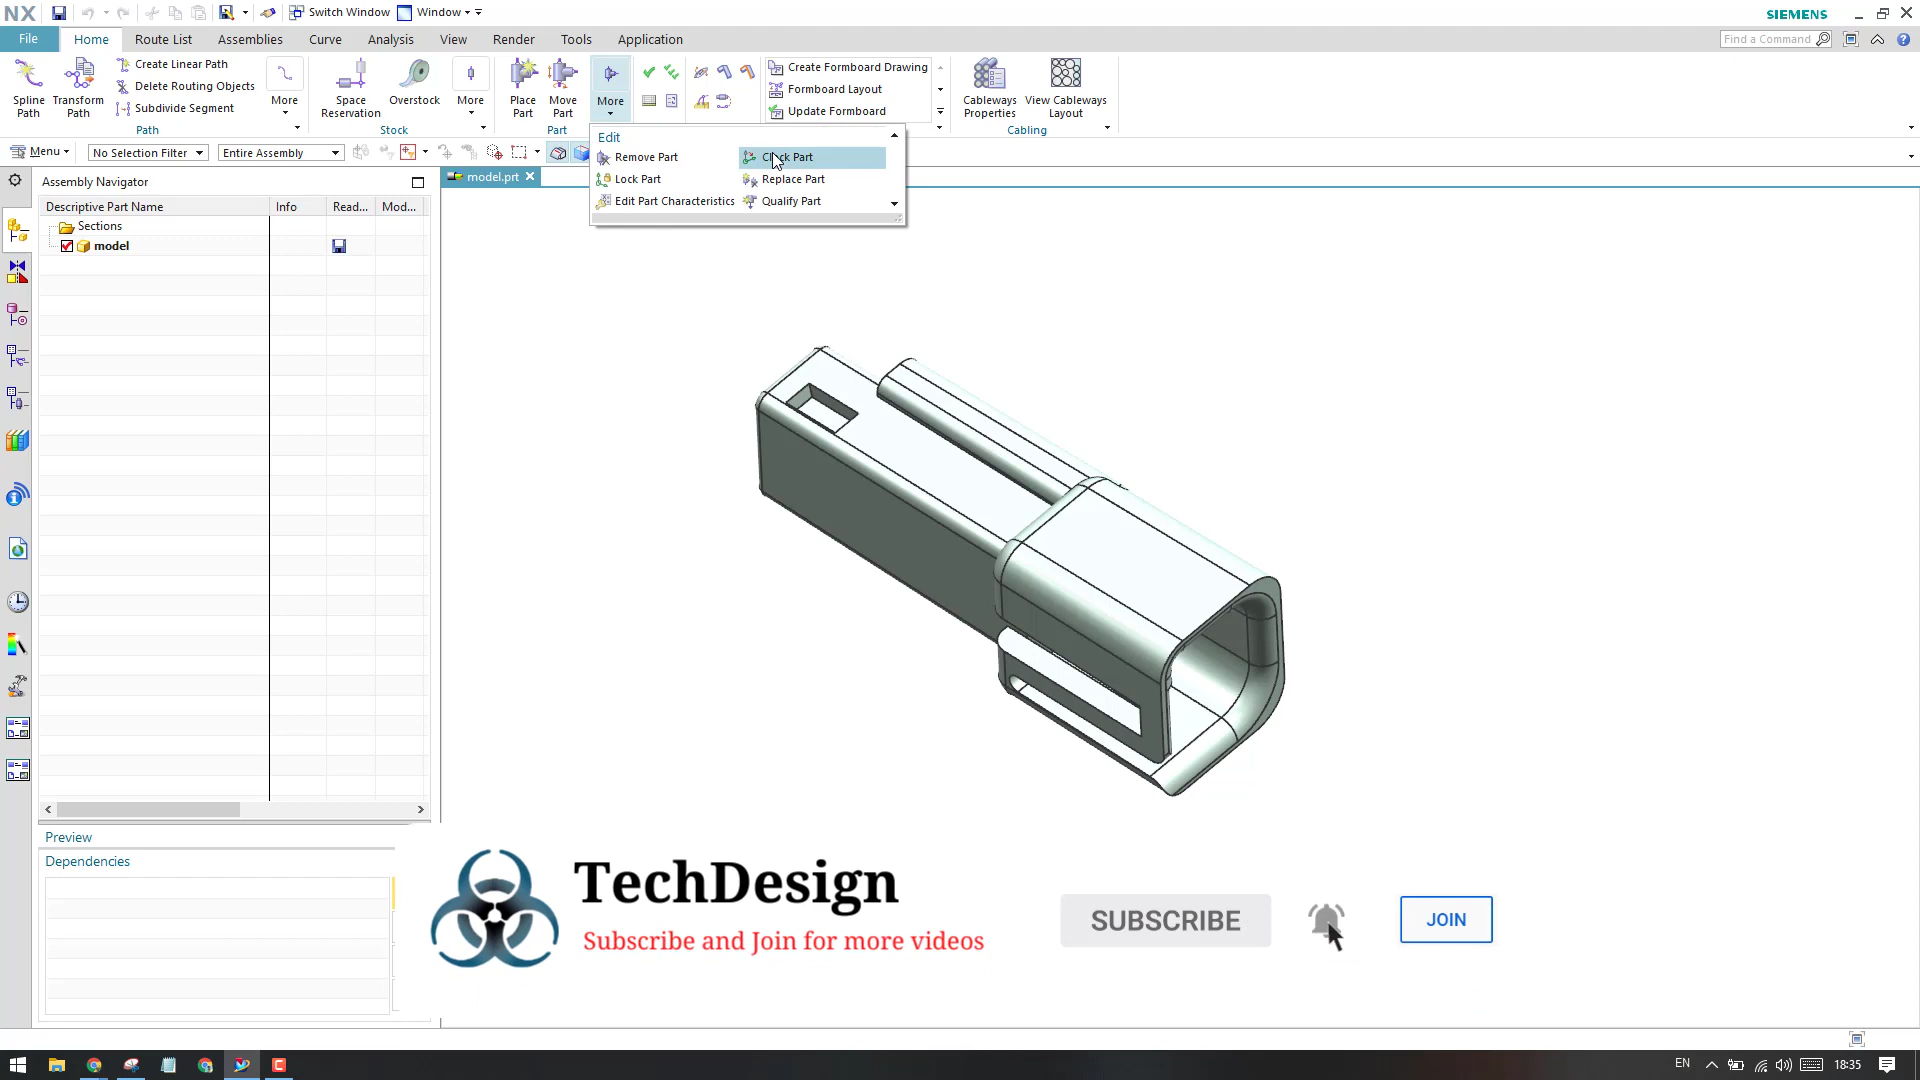 NX
Switch Window
Window
SIEMENS
File
Home
Route List
Assemblies
Curve
Analysis
View
Render
Tools
Application
Find a Command
Spline
Path
Transform
Path
Create Linear Path
Delete Routing Objects
Subdivide Segment
More
Path
Space
Reservation
Overstock
More
Stock
Place
Part
Move
Part
More
Part
Create Formboard Drawing
Formboard Layout
Update Formboard
Cableways
Properties
View Cableways
Layout
Cabling
Menu
No Selection Filter
Entire Assembly
Edit
Remove Part
Lock Part
Replace Part
Edit Part Characteristics
Qualify Part
Assembly Navigator
model.prt
Descriptive Part Name
Info
Read...
Mod...
Sections
model
Preview
Dependencies
TechDesign
Subscribe and Join for more videos
SUBSCRIBE
JOIN
EN
18:35